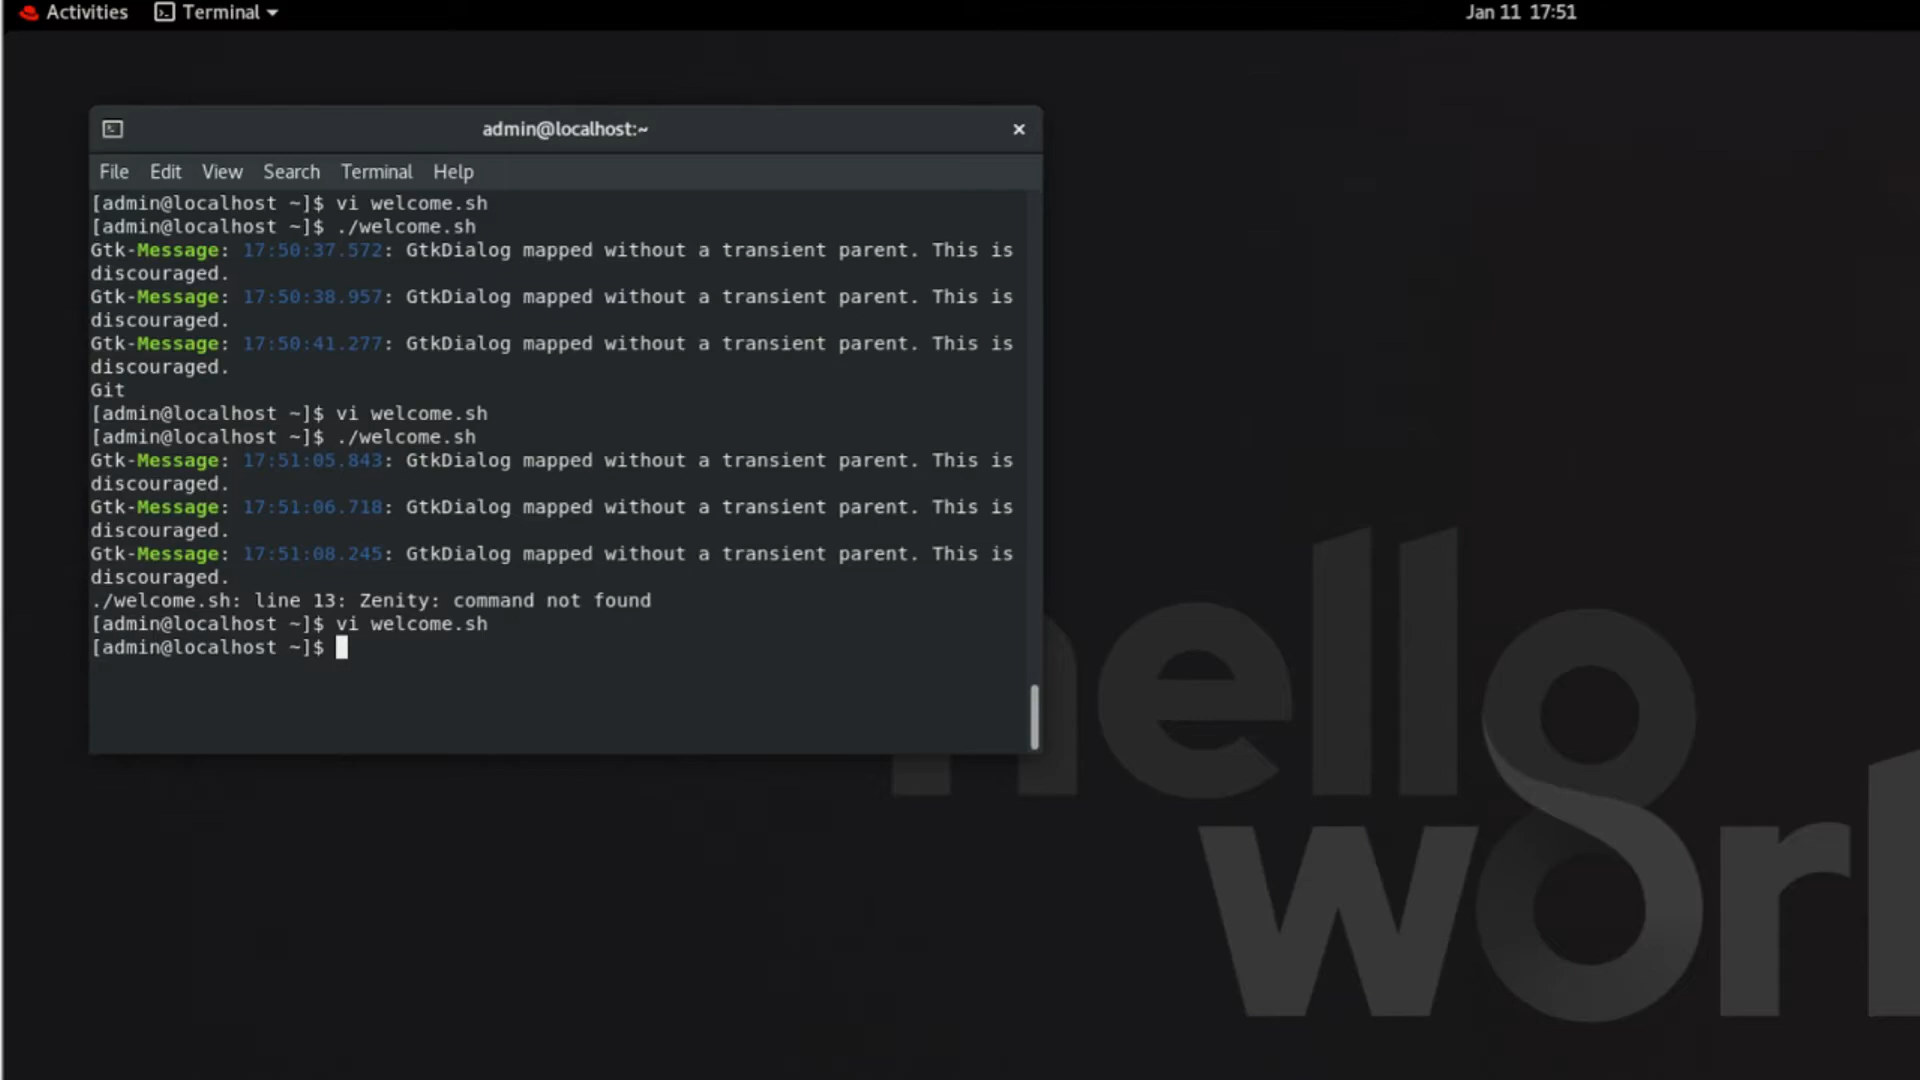 Activities Terminal Jan 11 17:51
admin@localhost:~
File Edit View Search Terminal Help
[admin@localhost ~]$ vi welcome.sh
[admin@localhost ~]$ ./welcome.sh
Gtk-Message: 17:50:37.572: GtkDialog mapped without a transient parent. This is
discouraged.
Gtk-Message: 17:50:38.957: GtkDialog mapped without a transient parent. This is
discouraged.
Gtk-Message: 17:50:41.277: GtkDialog mapped without a transient parent. This is
discouraged.
Git
[admin@localhost ~]$ vi welcome.sh
[admin@localhost ~]$ ./welcome.sh
Gtk-Message: 17:51:05.843: GtkDialog mapped without a transient parent. This is
discouraged.
Gtk-Message: 17:51:06.718: GtkDialog mapped without a transient parent. This is
discouraged.
Gtk-Message: 17:51:08.245: GtkDialog mapped without a transient parent. This is
discouraged.
./welcome.sh: line 13: Zenity: command not found
[admin@localhost ~]$ vi welcome.sh
[admin@localhost ~]$
hello
worl